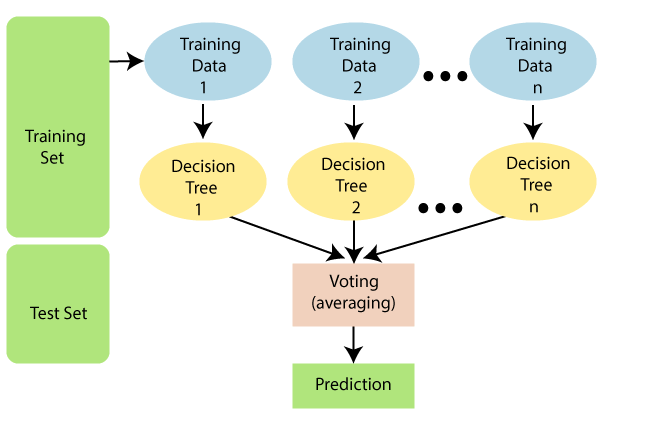 Training
Set
Training
Data
1
Training
Data
2
Training
Data
n
Decision
Tree
1
Decision
Tree
2
Decision
Tree
n
Test Set
Voting
(averaging)
Prediction